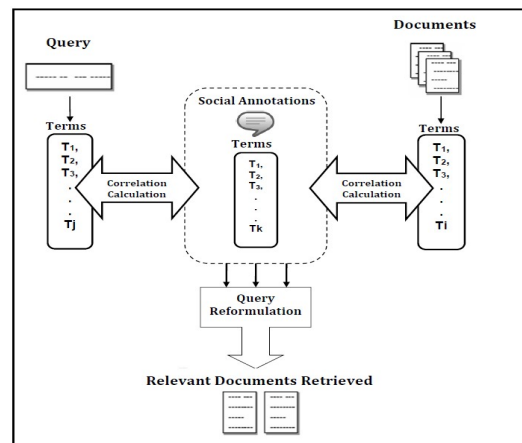 Query
Documents
Terms
T1,
T2,
T3,
.
.
.
Tj
Correlation
Calculation
Social Annotations
Terms
T1,
T2,
T3,
.
.
.
Tk
Correlation
Calculation
Terms
T1,
T2,
T3,
.
.
.
Ti
Query
Reformulation
Relevant Documents Retrieved